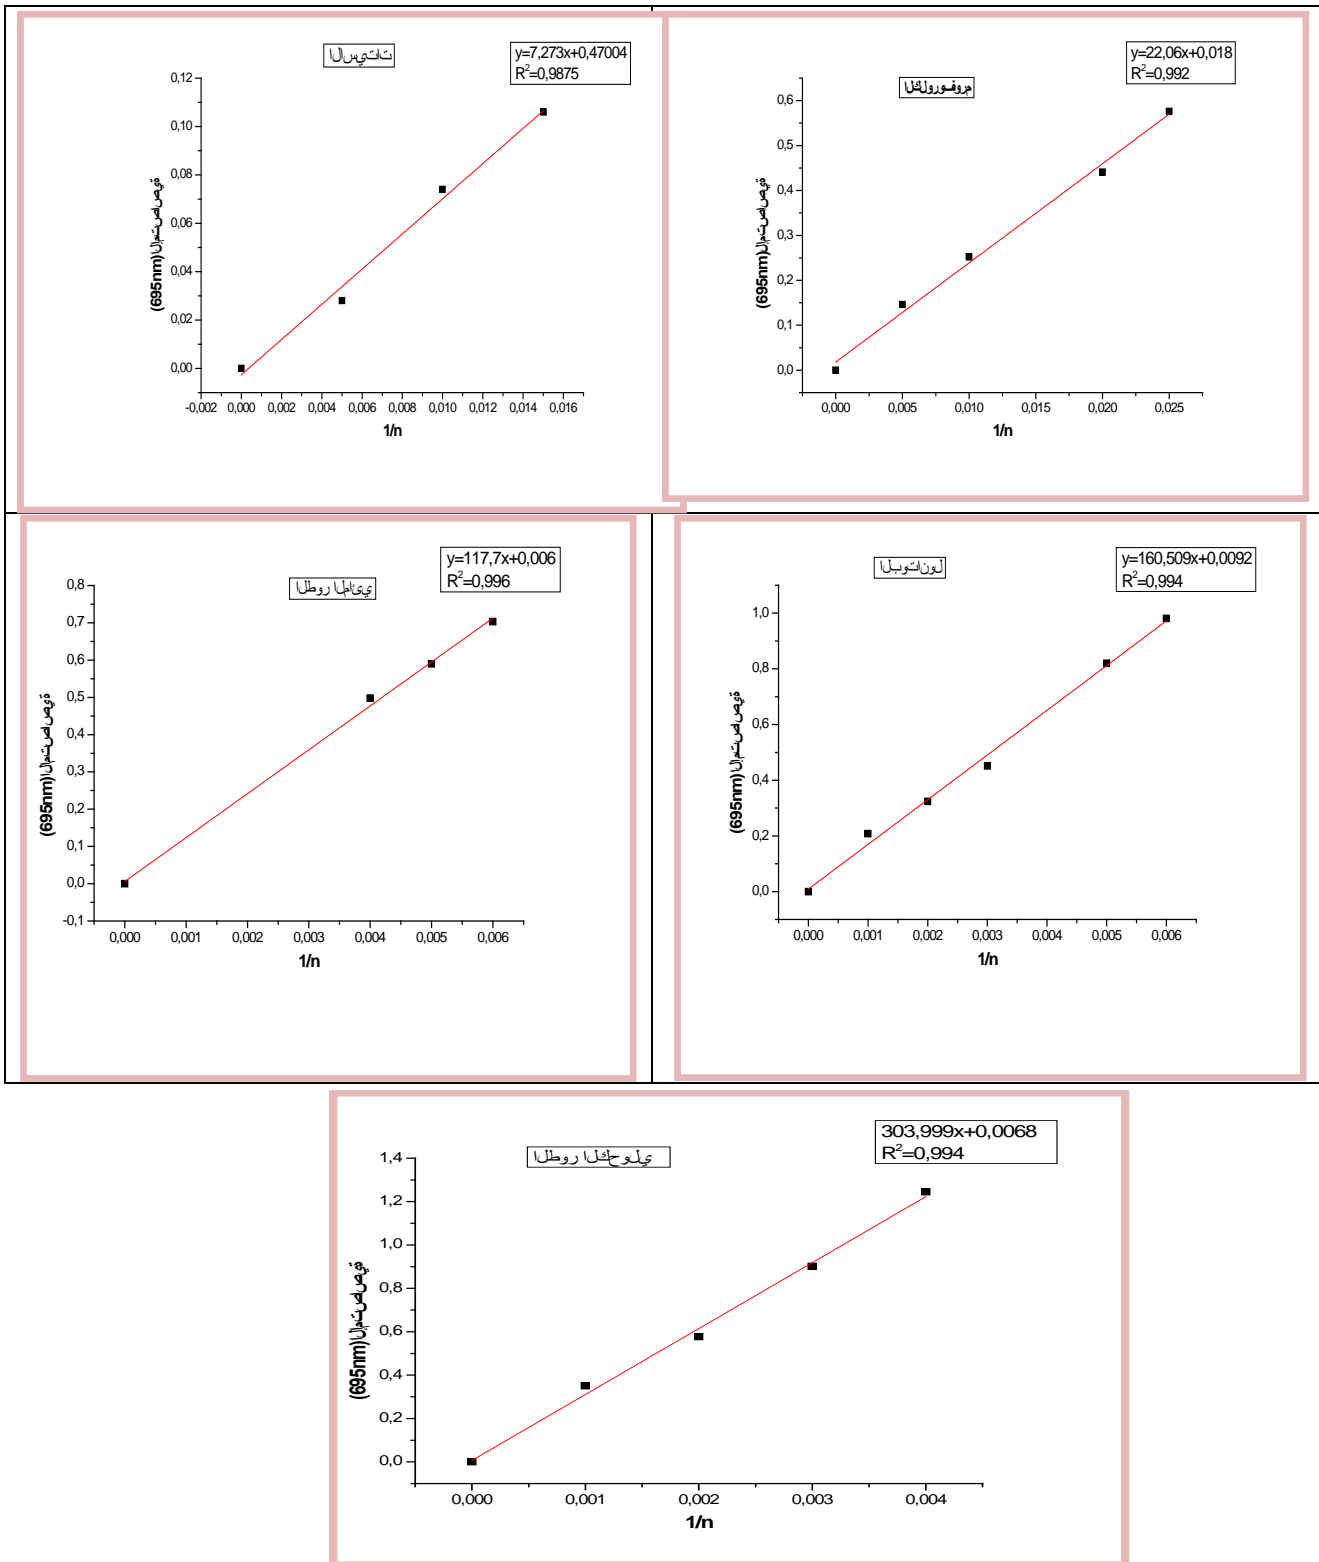 الاسيتات
y=7,273x+0,47004
R²=0,9875
الامتصاصية(695nm)
0,12
0,10
0,08
0,06
0,04
0,02
0,00
-0,002 0,000 0,002 0,004 0,006 0,008 0,010 0,012 0,014 0,016
1/n
الكلوروفورم
y=22,06x+0,018
R²=0,992
الامتصاصية(695nm)
0,6
0,5
0,4
0,3
0,2
0,1
0,0
0,000 0,005 0,010 0,015 0,020 0,025
1/n
الطور المائي
y=117,7x+0,006
R²=0,996
الامتصاصية(695nm)
0,8
0,7
0,6
0,5
0,4
0,3
0,2
0,1
0,0
-0,1
0,000 0,001 0,002 0,003 0,004 0,005 0,006
1/n
البوتانول
y=160,509x+0,0092
R²=0,994
الامتصاصية(695nm)
1,0
0,8
0,6
0,4
0,2
0,0
0,000 0,001 0,002 0,003 0,004 0,005 0,006
1/n
الطور الكحولي
303,999x+0,0068
R²=0,994
الامتصاصية(695nm)
1,4
1,2
1,0
0,8
0,6
0,4
0,2
0,0
0,000 0,001 0,002 0,003 0,004
1/n